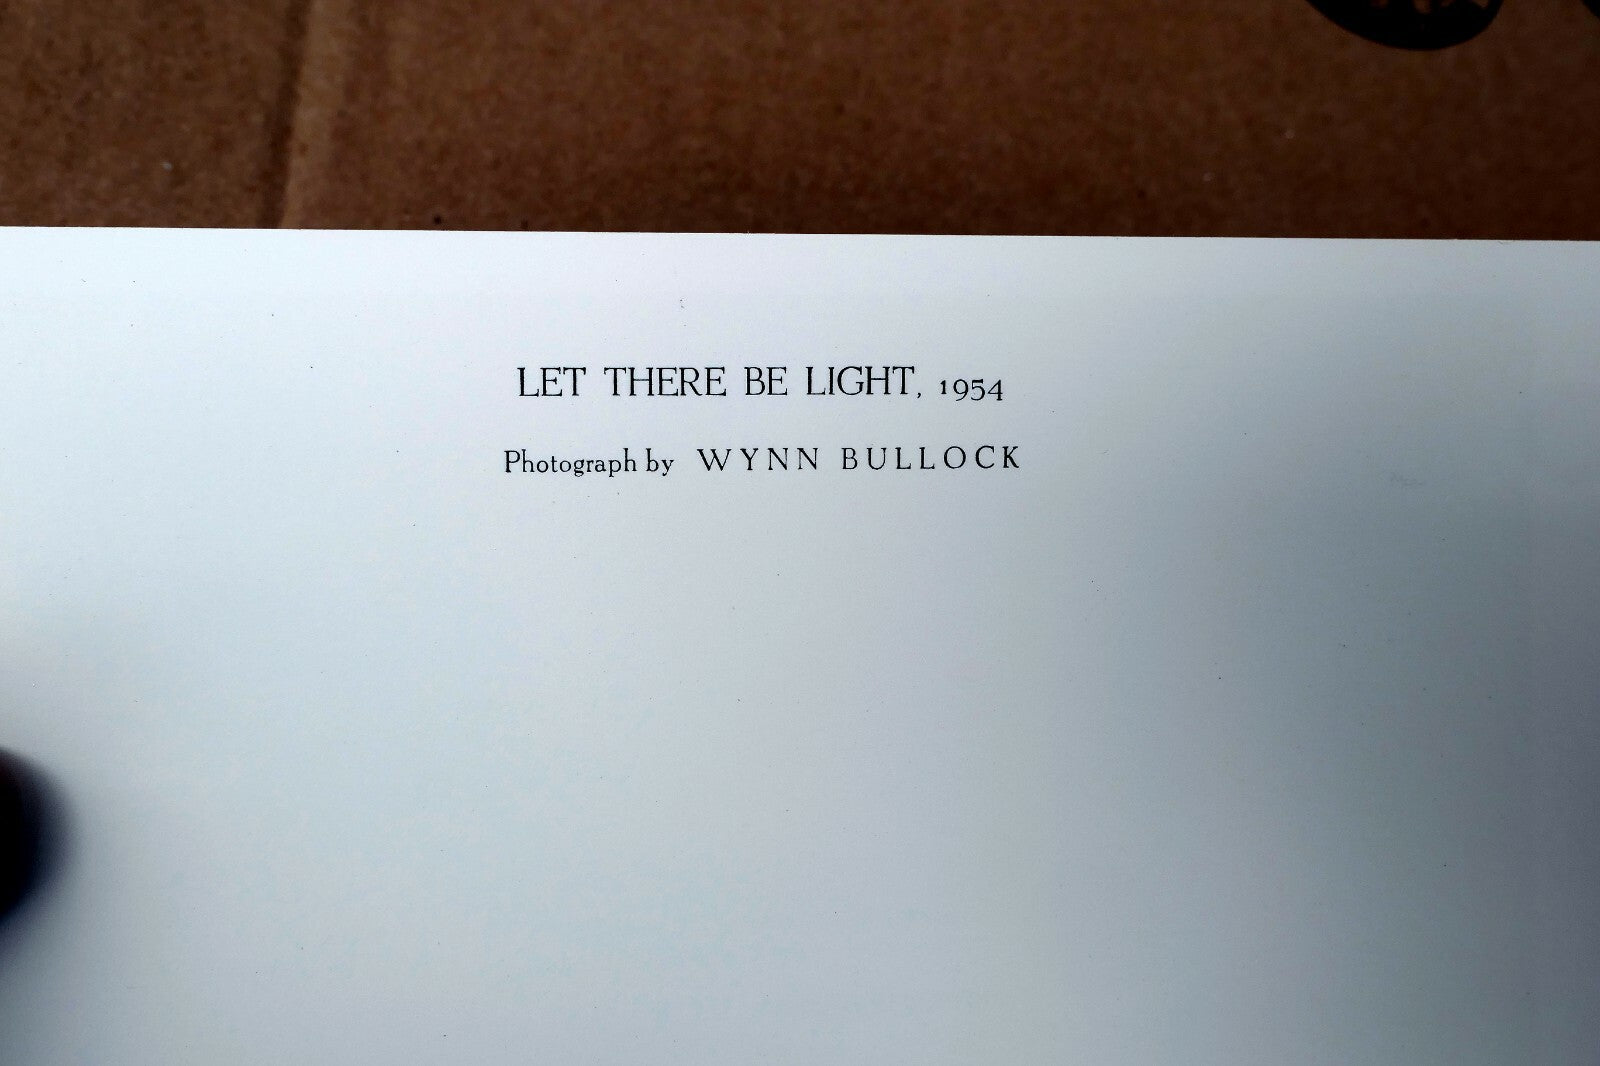 LET THERE BE LIGHT, 1954
Photograph by WYNN BULLOCK